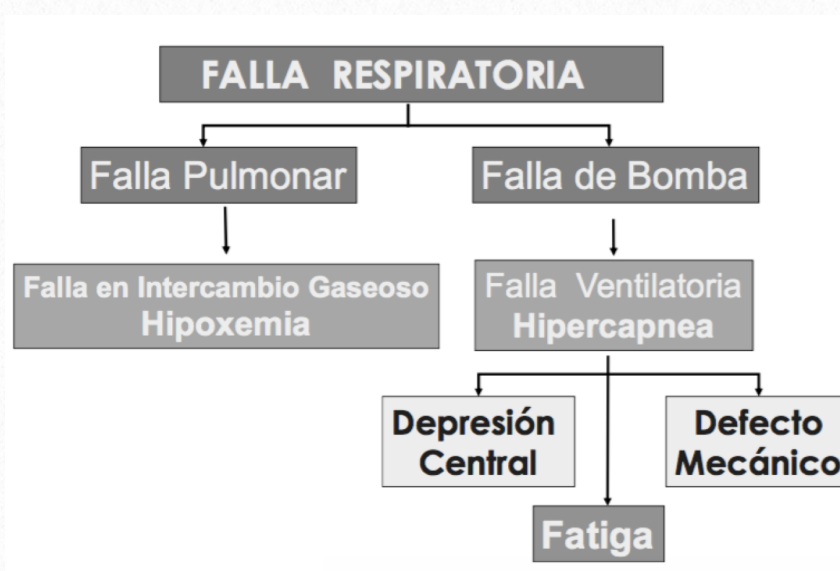 FALLA RESPIRATORIA
Falla Pulmonar
Falla de Bomba
Falla en Intercambio Gaseoso
Hipoxemia
Falla Ventilatoria
Hipercapnea
Depresión
Central
Defecto
Mecánico
Fatiga